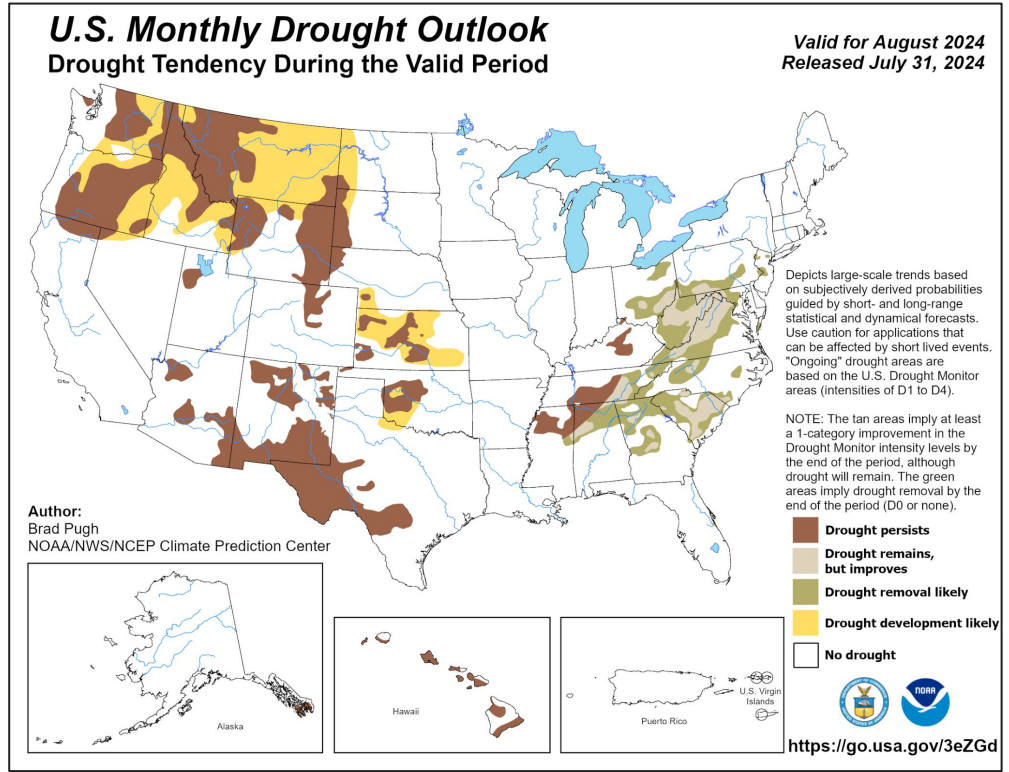 U.S. Monthly Drought Outlook
Drought Tendency During the Valid Period
Valid for August 2024
Released July 31, 2024
Depicts large-scale trends based
on subjectively derived probabilities
guided by short- and long-range
statistical and dynamical forecasts.
Use caution for applications that
can be affected by short lived events.
"Ongoing" drought areas are
based on the U.S. Drought Monitor
areas (intensities of D1 to D4).
NOTE: The tan areas imply at least
a 1-category improvement in the
Drought Monitor intensity levels by
the end of the period, although
drought will remain. The green
areas imply drought removal by the
end of the period (D0 or none).
Author:
Brad Pugh
NOAA/NWS/NCEP Climate Prediction Center
Drought persists
Drought remains,
but improves
Drought removal likely
Drought development likely
No drought
Alaska
Hawaii
Puerto Rico
U.S. Virgin
Islands
NOAA
https://go.usa.gov/3eZGd